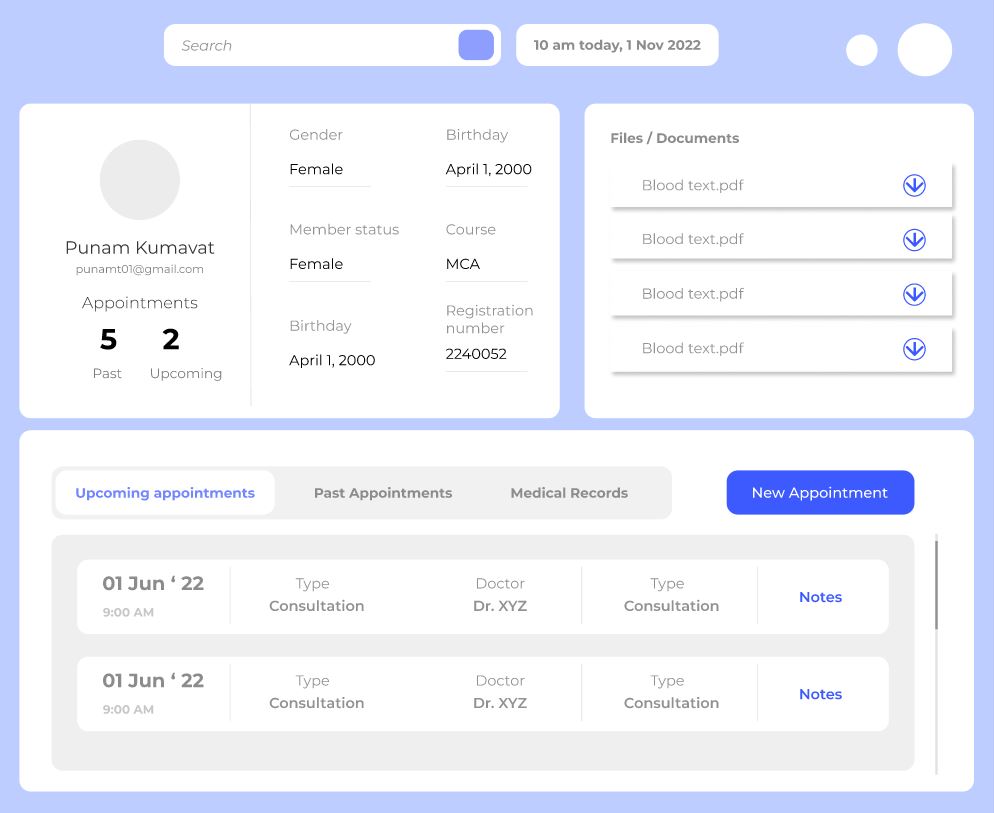 Search
10 am today, 1 Nov 2022
Punam Kumavat
punamt01@gmail.com
Appointments
5 2
Past Upcoming
Gender Birthday
Female April 1, 2000
Member status Course
Female MCA
Birthday Registration
number
April 1, 2000 2240052
Files / Documents
Blood text.pdf
Blood text.pdf
Blood text.pdf
Blood text.pdf
Upcoming appointments Past Appointments Medical Records New Appointment
01 Jun ‘ 22 Type Doctor Type
9:00 AM Consultation Dr. XYZ Consultation Notes
01 Jun ‘ 22 Type Doctor Type
9:00 AM Consultation Dr. XYZ Consultation Notes